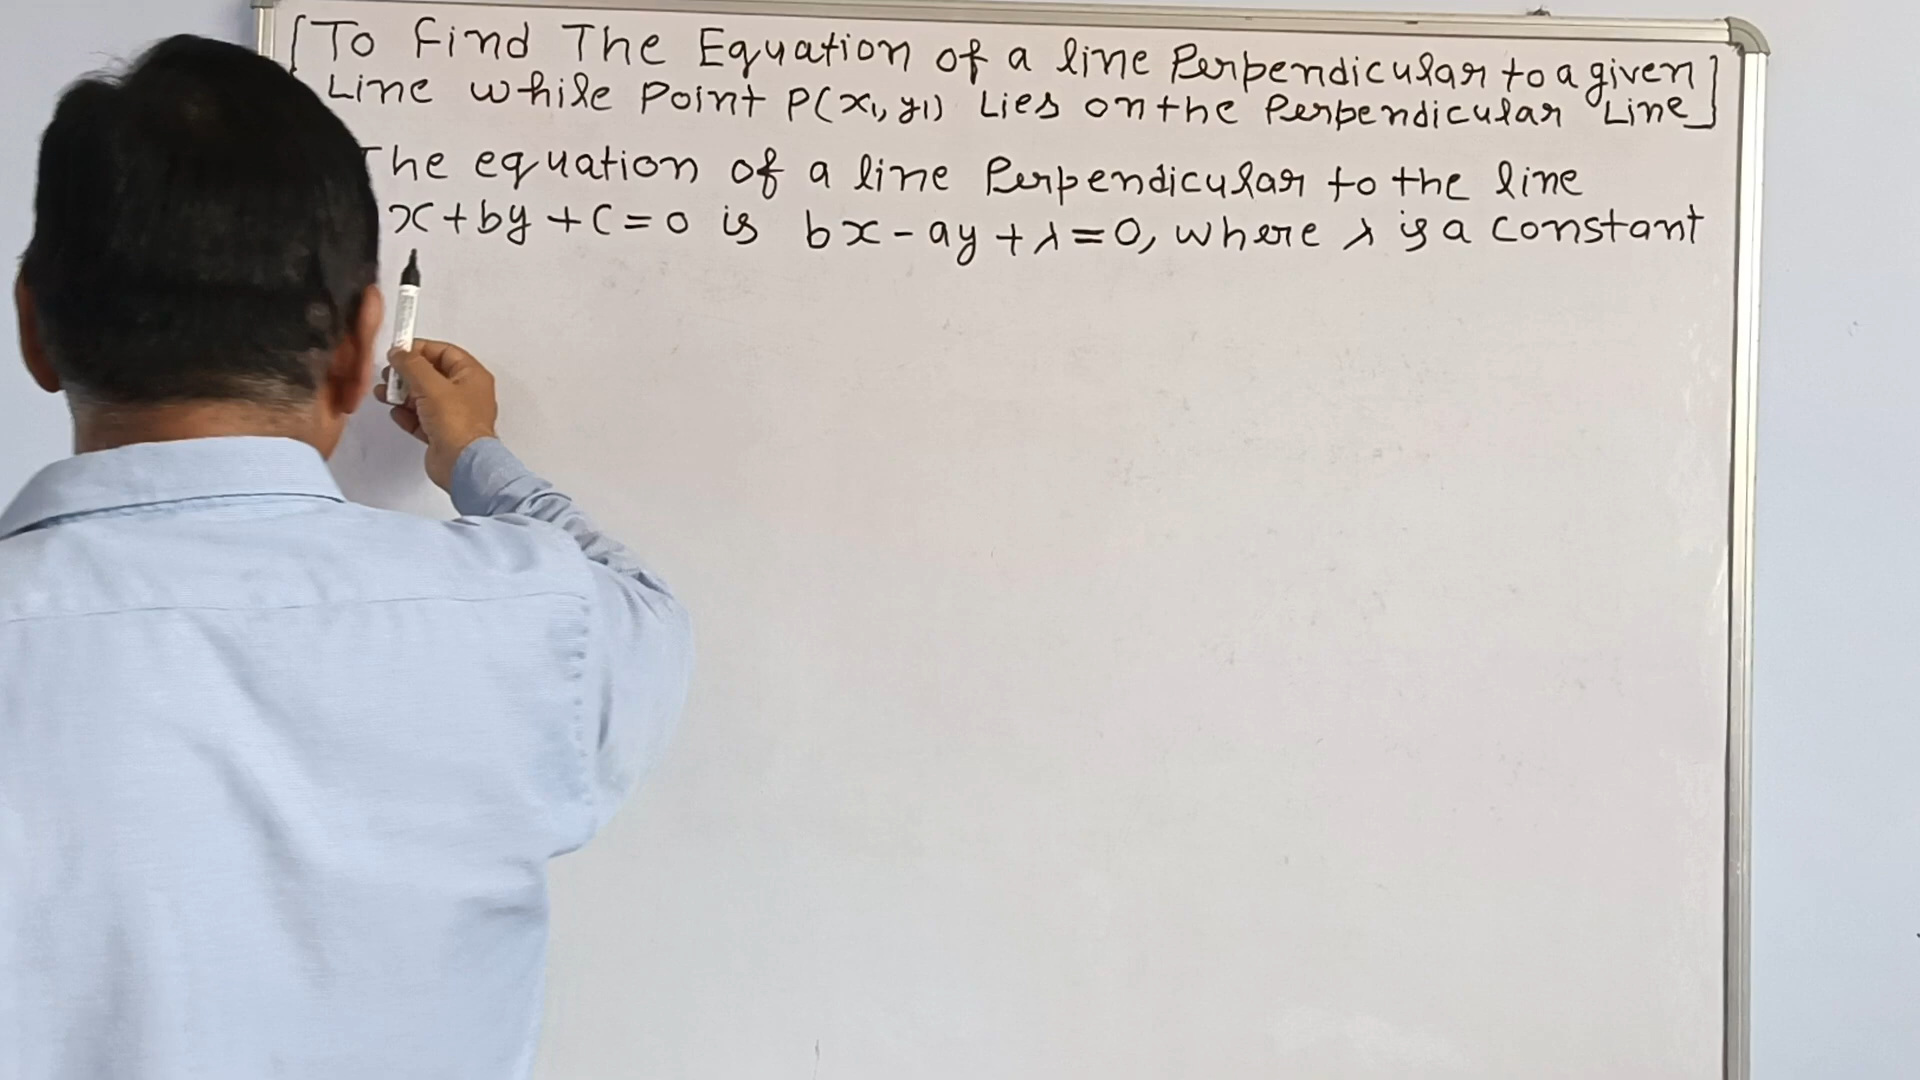 [To Find The Equation of a line Perpendicular to a given
Line while Point P(x₁, y₁) Lies on the Perpendicular Line]
The equation of a line Perpendicular to the line
x + by + c = 0 is bx - ay + λ = 0, where λ is a constant